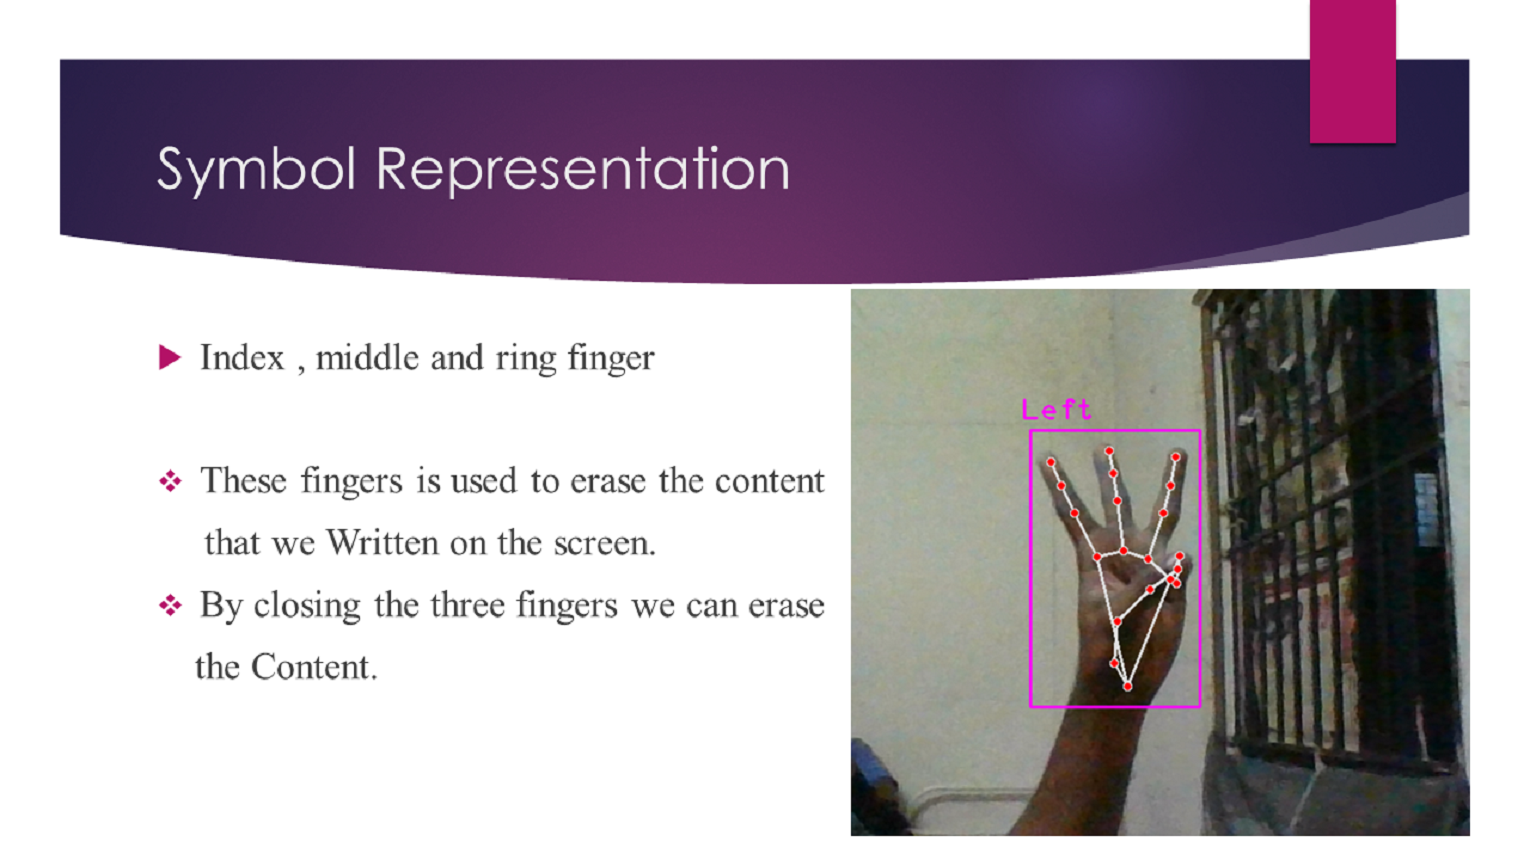 Symbol Representation
Index , middle and ring finger
These fingers is used to erase the content
that we Written on the screen.
By closing the three fingers we can erase
the Content.
Left